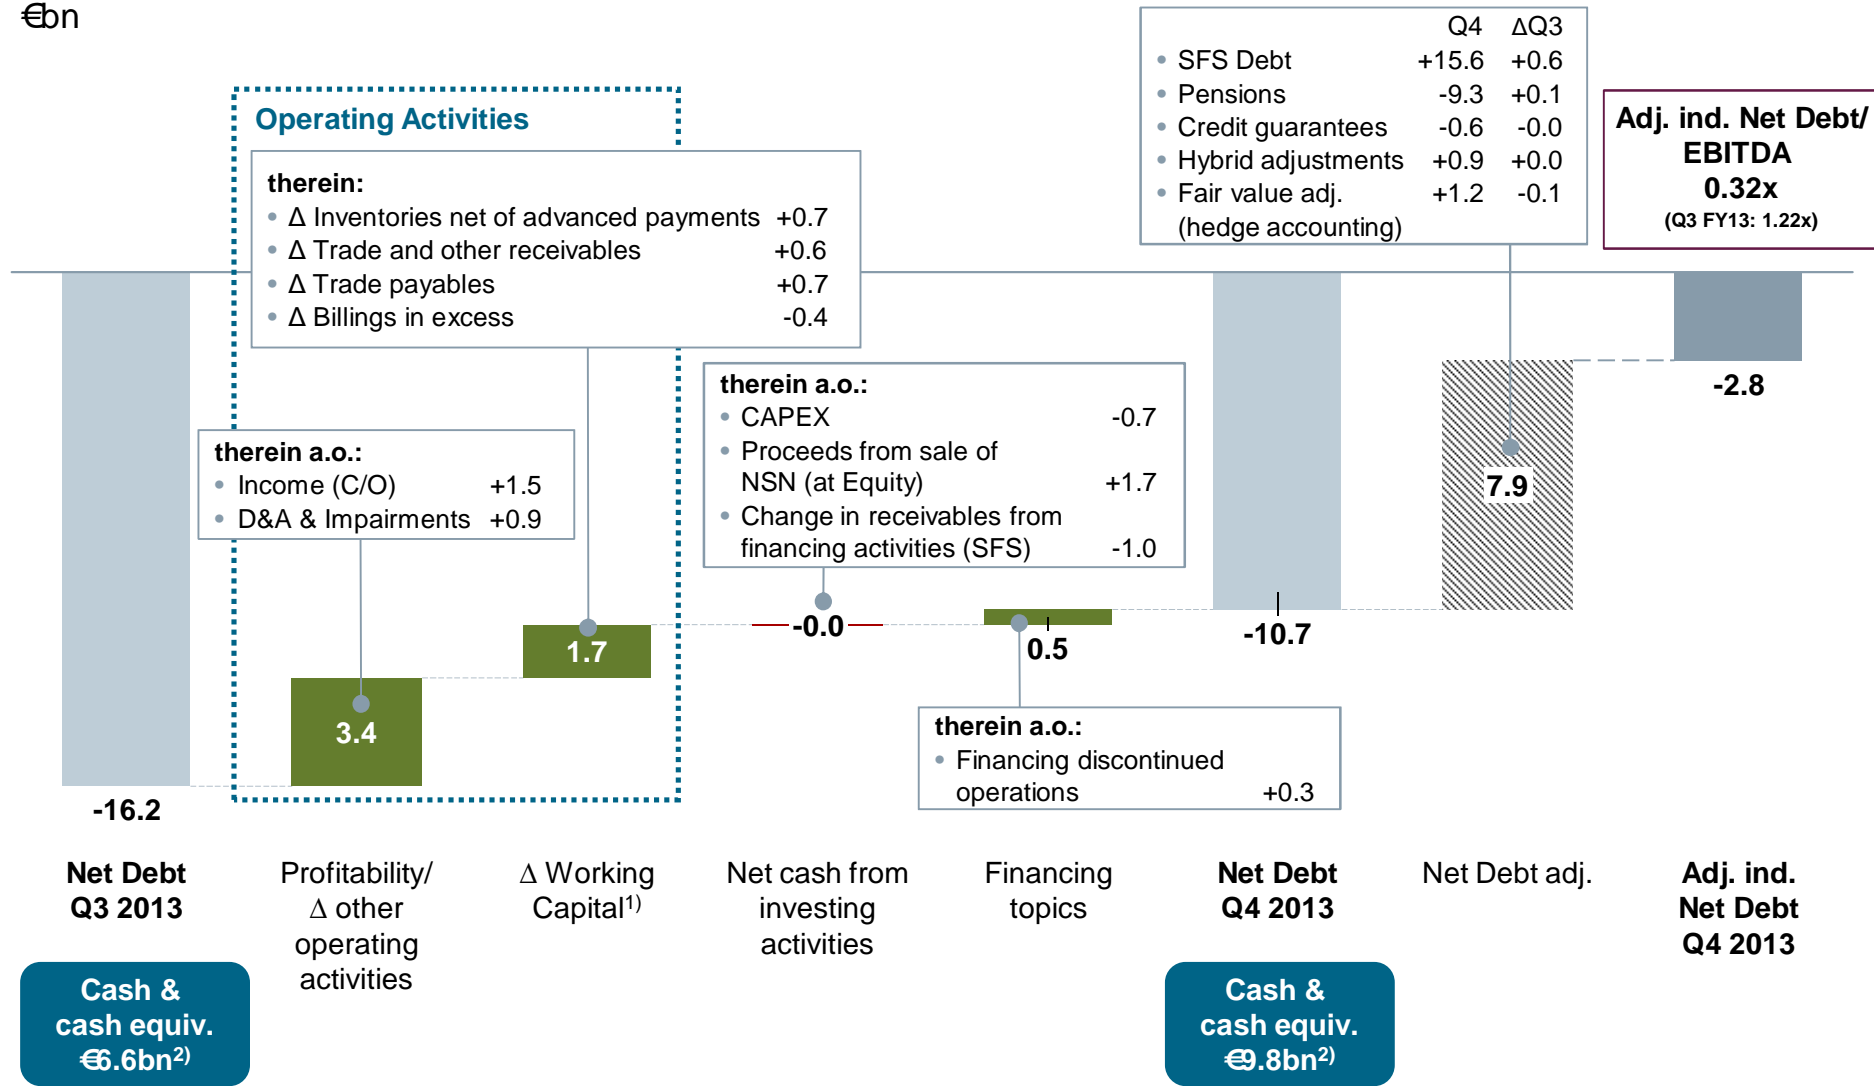 €bn
Operating Activities
therein:
• Δ Inventories net of advanced payments +0.7
• Δ Trade and other receivables +0.6
• Δ Trade payables +0.7
• Δ Billings in excess -0.4
therein a.o.:
• Income (C/O) +1.5
• D&A & Impairments +0.9
therein a.o.:
• CAPEX -0.7
• Proceeds from sale of
NSN (at Equity) +1.7
• Change in receivables from
financing activities (SFS) -1.0
therein a.o.:
• Financing discontinued
operations +0.3
Q4 ΔQ3
• SFS Debt +15.6 +0.6
• Pensions -9.3 +0.1
• Credit guarantees -0.6 -0.0
• Hybrid adjustments +0.9 +0.0
• Fair value adj. +1.2 -0.1
(hedge accounting)
Adj. ind. Net Debt/
EBITDA
0.32x
(Q3 FY13: 1.22x)
-16.2
3.4
1.7
-0.0
0.5
-10.7
7.9
-2.8
Net Debt
Q3 2013
Profitability/
Δ other
operating
activities
Δ Working
Capital1)
Net cash from
investing
activities
Financing
topics
Net Debt
Q4 2013
Net Debt adj.
Adj. ind.
Net Debt
Q4 2013
Cash &
cash equiv.
€6.6bn2)
Cash &
cash equiv.
€9.8bn2)